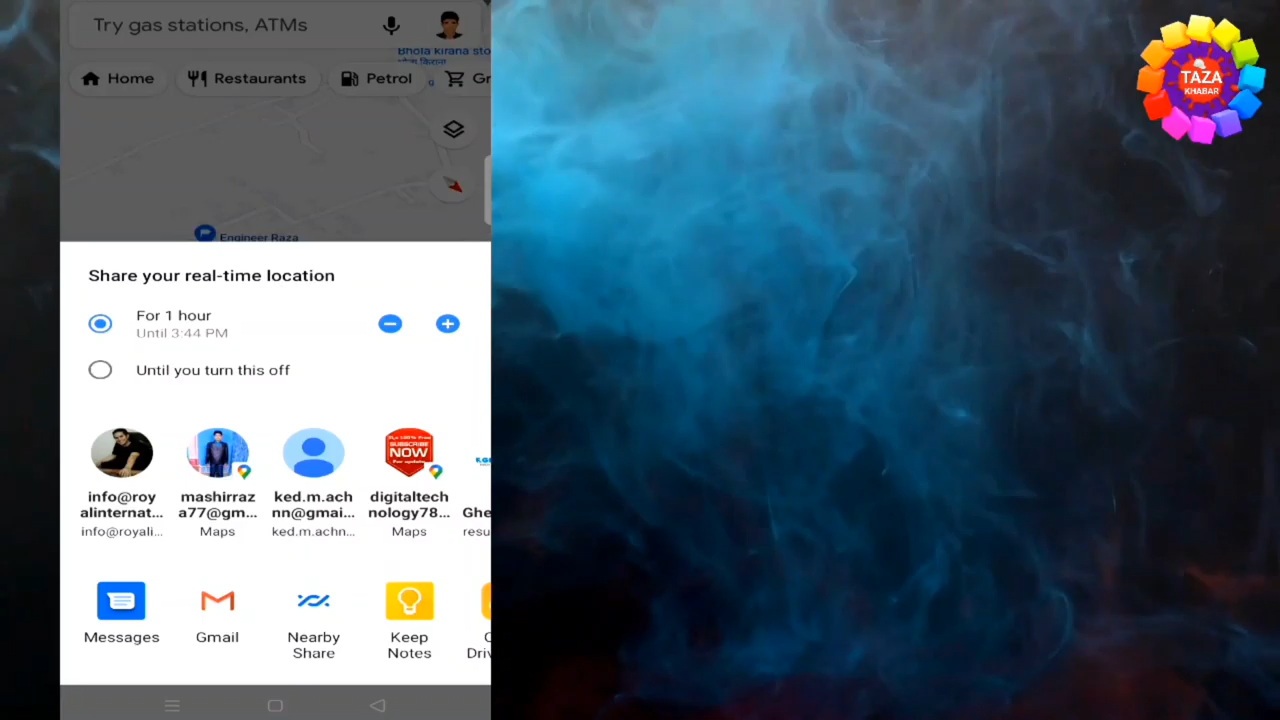 Try gas stations, ATMs
Bhola kirana sto
Home
Restaurants
Petrol
Gr
Engineer Raza
Share your real-time location
For 1 hour
Until 3:44 PM
Until you turn this off
SUBSCRIBE
NOW
info@roy
alinternat...
mashirraz
a77@gm...
ked.m.ach
nn@gmai...
digitaltech
nology78...
Ghe
info@royali...
Maps
ked.m.achn...
Maps
resu
Messages
Gmail
Nearby
Share
Keep
Notes
Driv
TAZA
KHABAR